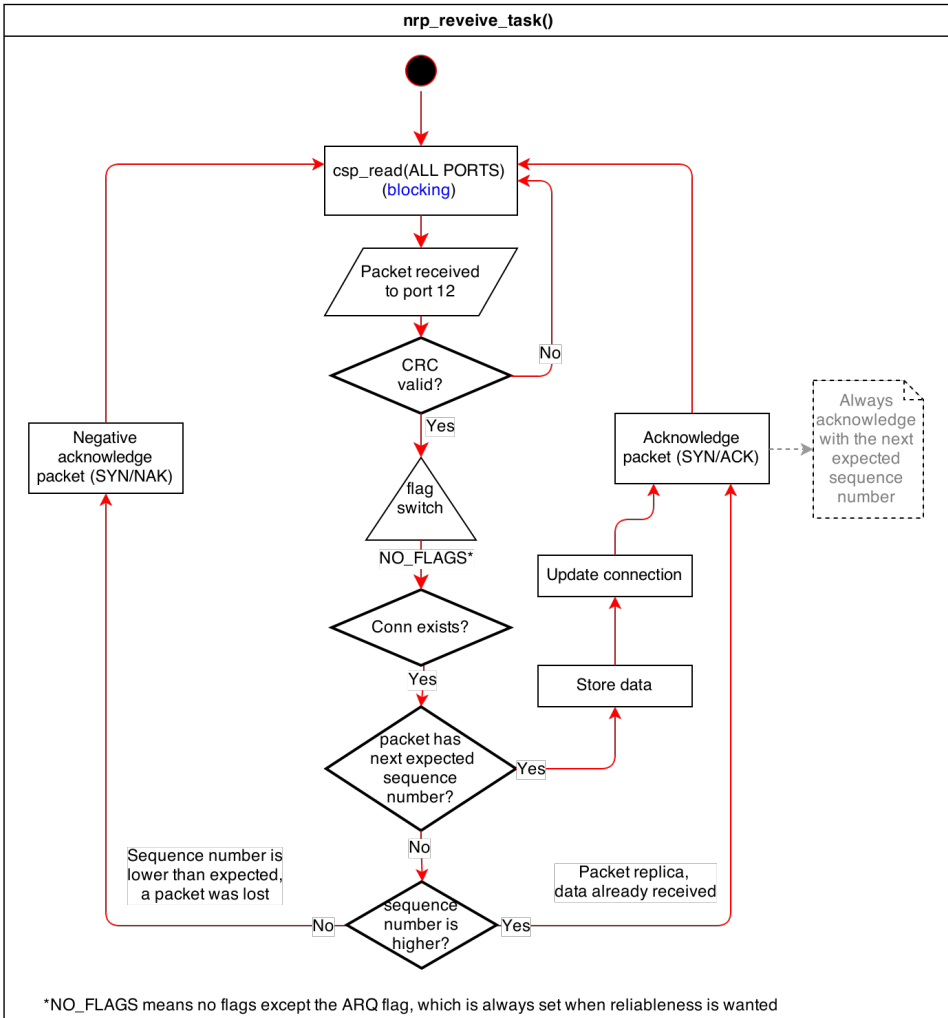 nrp_reveive_task()
csp_read(ALL PORTS)
(blocking)
Packet received
to port 12
CRC
valid?
No
Yes
Negative
acknowledge
packet (SYN/NAK)
Acknowledge
packet (SYN/ACK)
Always
acknowledge
with the next
expected
sequence
number
flag
switch
NO_FLAGS*
Update connection
Conn exists?
Yes
Store data
packet has
next expected
sequence
number?
Yes
No
Sequence number is
lower than expected,
a packet was lost
Packet replica,
data already received
sequence
number is
higher?
No
Yes
*NO_FLAGS means no flags except the ARQ flag, which is always set when reliableness is wanted